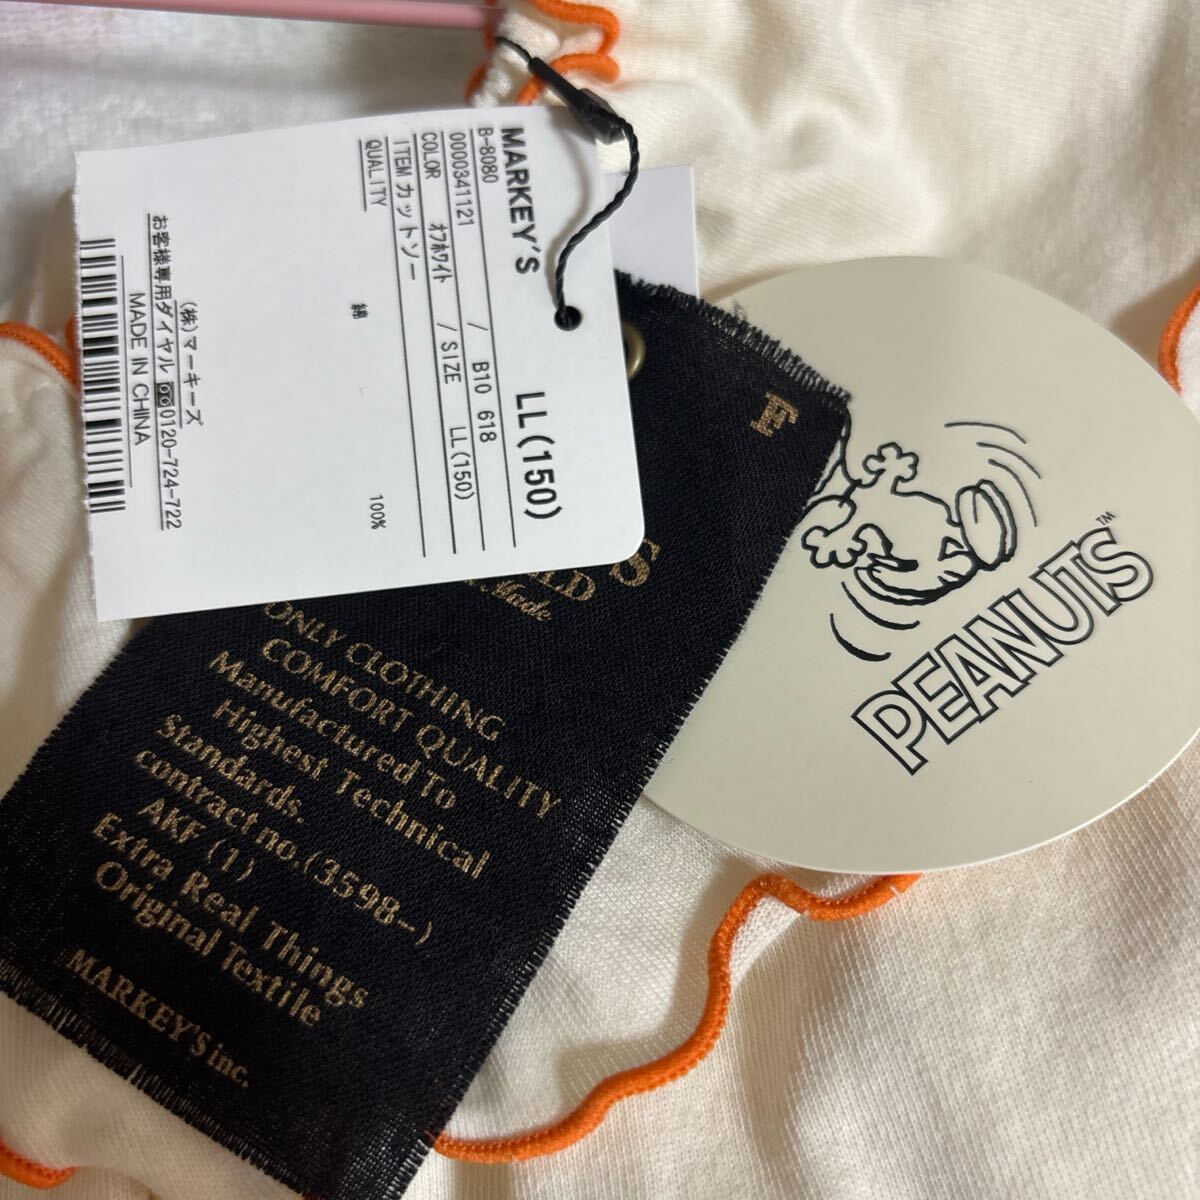 MARKEY'S LL(150)
B-8080
0000341121 / B10 618
COLOR ｵﾌﾎﾜｲﾄ / SIZE LL(150)
ITEM カットソー
QUALITY
綿 100%
(株)マーキーズ
お客様専用ダイヤル 0120-724-722
MADE IN CHINA
F
S
Made
ONLY CLOTHING
COMFORT QUALITY
Manufactured To
Highest Technical
Standards.
contract no.(3598-)
AKF (1)
Extra Real Things
Original Textile
MARKEY'S inc.
PEANUTS™